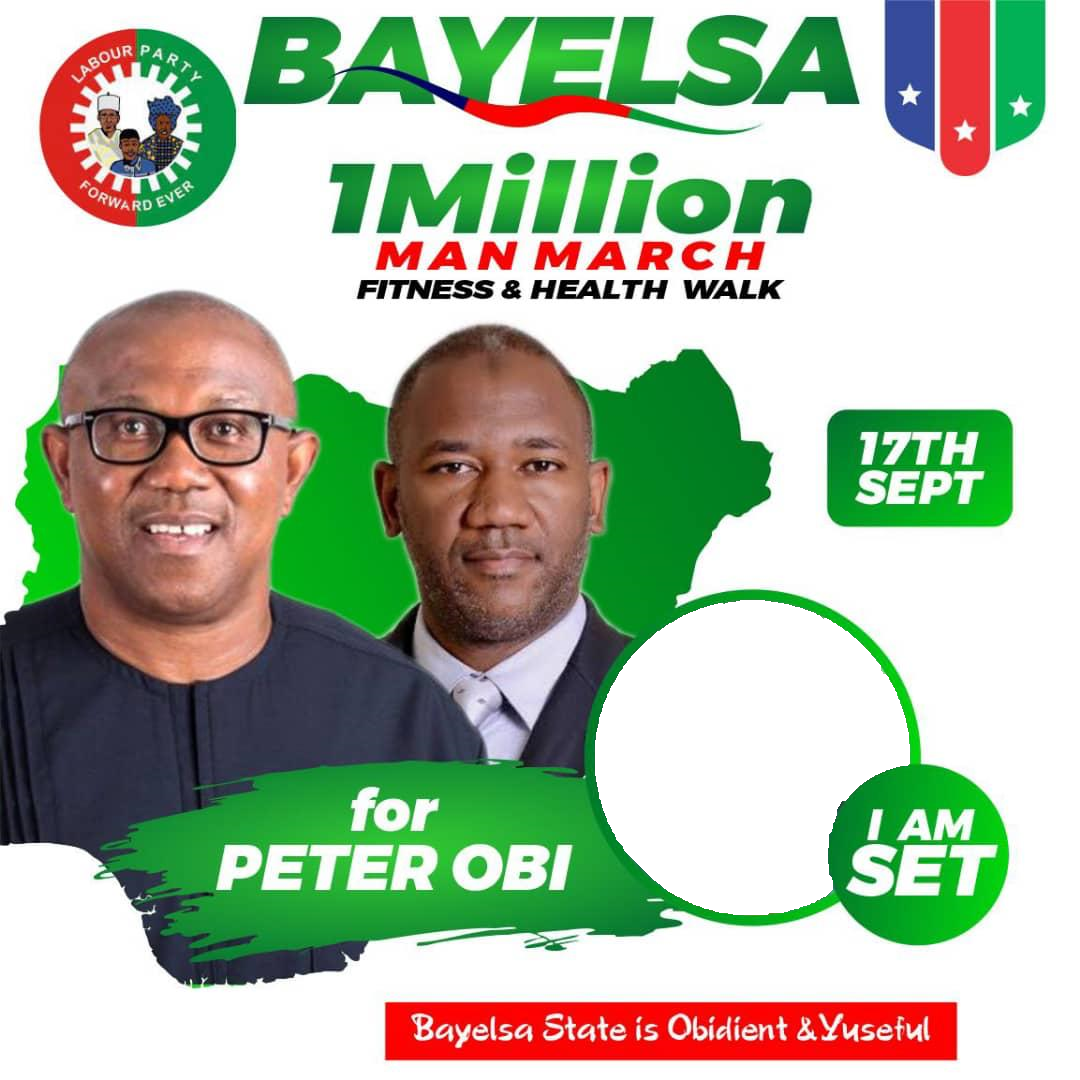 LABOUR PARTY
FORWARD EVER
BAYELSA
1Million
MAN MARCH
FITNESS & HEALTH WALK
17TH
SEPT
for
PETER OBI
I AM
SET
Bayelsa State is Obidient & Yuseful